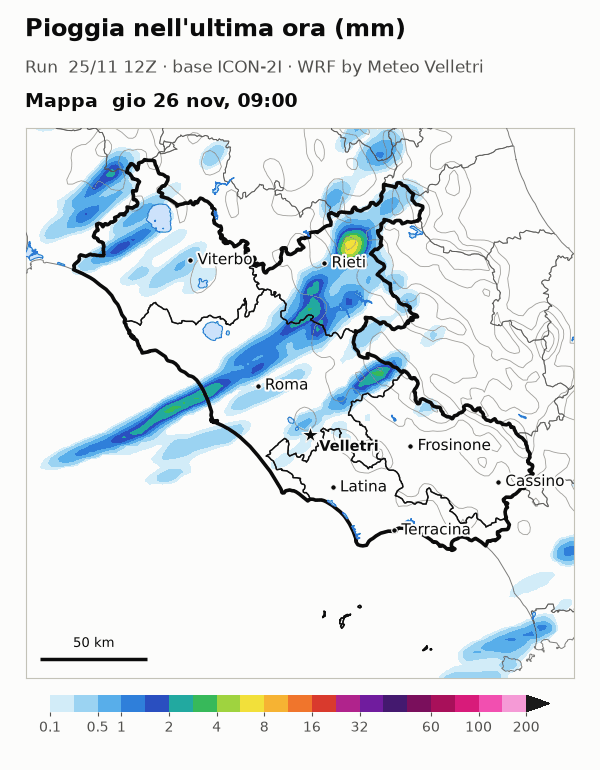 Pioggia nell'ultima ora (mm)
Run  25/11 12Z · base ICON-2I · WRF by Meteo Velletri
Mappa  gio 26 nov, 09:00
Viterbo
Rieti
Roma
Velletri
Frosinone
Cassino
Latina
Terracina
50 km
0.1 0.5 1 2 4 8 16 32 60 100 200